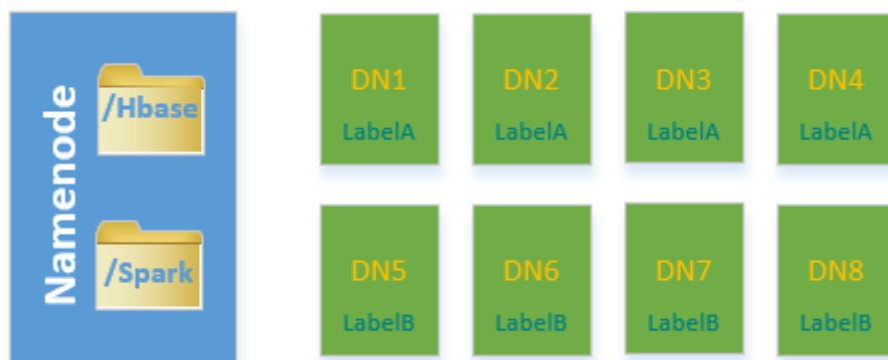 Namenode
/Hbase
/Spark
DN1
LabelA
DN2
LabelA
DN3
LabelA
DN4
LabelA
DN5
LabelB
DN6
LabelB
DN7
LabelB
DN8
LabelB